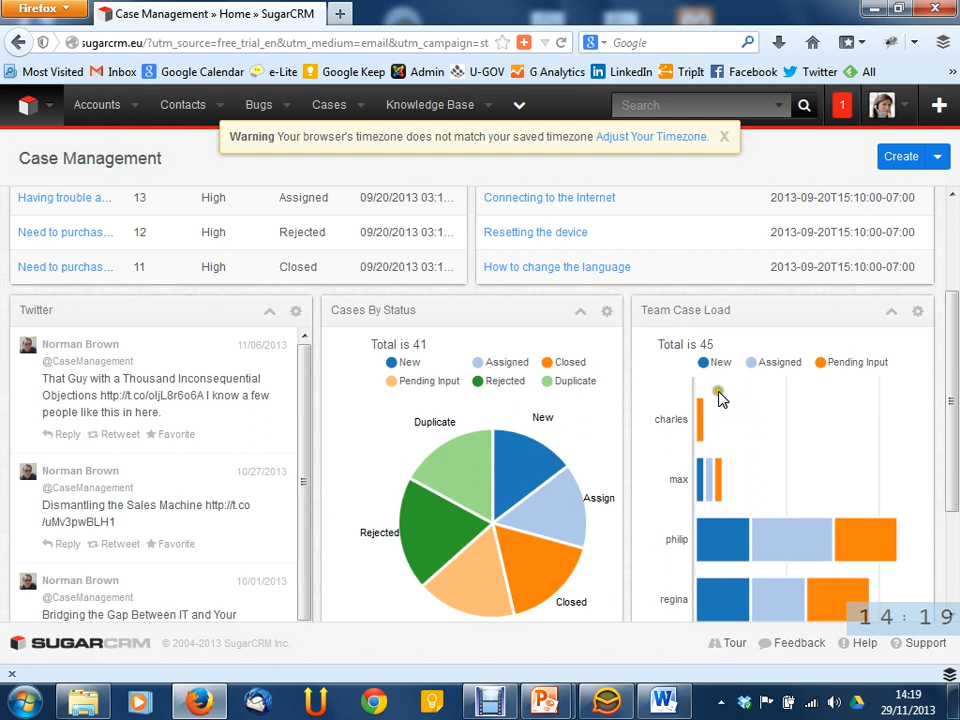 Firefox
Case Management » Home » SugarCRM
sugarcrm.eu/?utm_source=free_trial_en&utm_medium=email&utm_campaign=st
Google
Most Visited Inbox Google Calendar e-Lite Google Keep Admin U-GOV G Analytics LinkedIn TripIt Facebook Twitter All
Accounts Contacts Bugs Cases Knowledge Base Search 1
Warning Your browser's timezone does not match your saved timezone Adjust Your Timezone. X
Case Management
Create
Having trouble a... 13 High Assigned 09/20/2013 03:1...
Connecting to the Internet 2013-09-20T15:10:00-07:00
Need to purchas... 12 High Rejected 09/20/2013 03:1...
Resetting the device 2013-09-20T15:10:00-07:00
Need to purchas... 11 High Closed 09/20/2013 03:1...
How to change the language 2013-09-20T15:10:00-07:00
Twitter
Norman Brown 11/06/2013
@CaseManagement
That Guy with a Thousand Inconsequential
Objections http://t.co/oIjL8r6o6A I know a few
people like this in here.
Reply Retweet Favorite
Norman Brown 10/27/2013
@CaseManagement
Dismantling the Sales Machine http://t.co
/uMv3pwBLH1
Reply Retweet Favorite
Norman Brown 10/01/2013
@CaseManagement
Bridging the Gap Between IT and Your
Cases By Status
Total is 41
New Assigned Closed
Pending Input Rejected Duplicate
Duplicate
New
Assign
Rejected
Closed
Team Case Load
Total is 45
New Assigned Pending Input
charles
max
philip
regina
14:19
SUGARCRM © 2004-2013 SugarCRM Inc.
Tour Feedback Help Support
x
14:19
29/11/2013